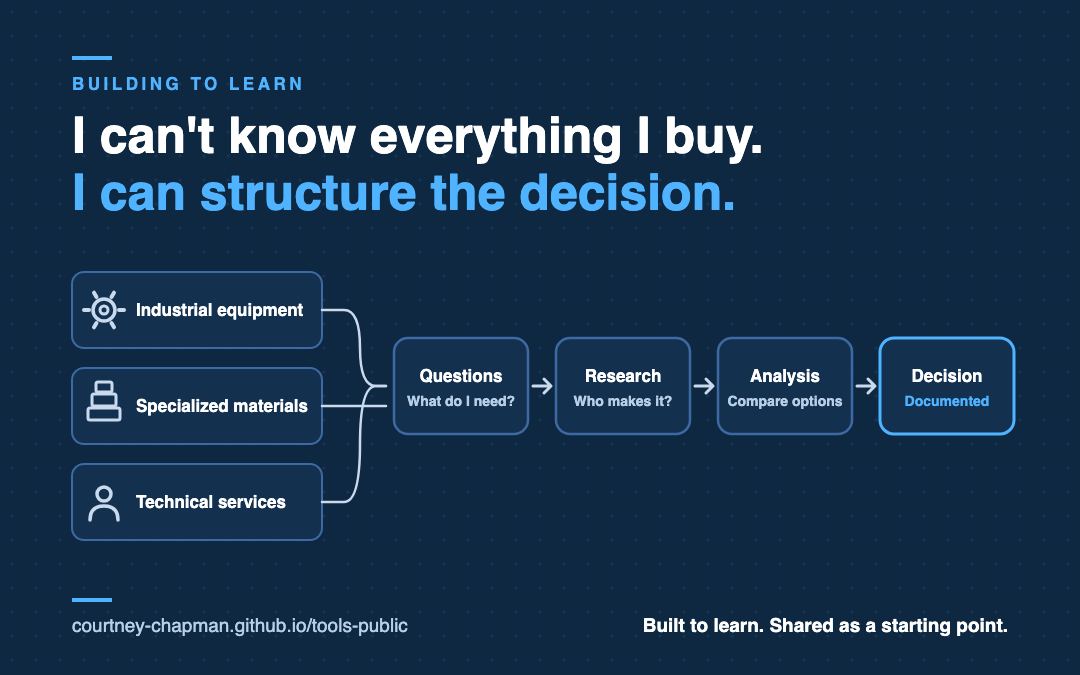 BUILDING TO LEARN
I can't know everything I buy.
I can structure the decision.
Industrial equipment
Specialized materials
Technical services
Questions
What do I need?
Research
Who makes it?
Analysis
Compare options
Decision
Documented
courtney-chapman.github.io/tools-public
Built to learn. Shared as a starting point.